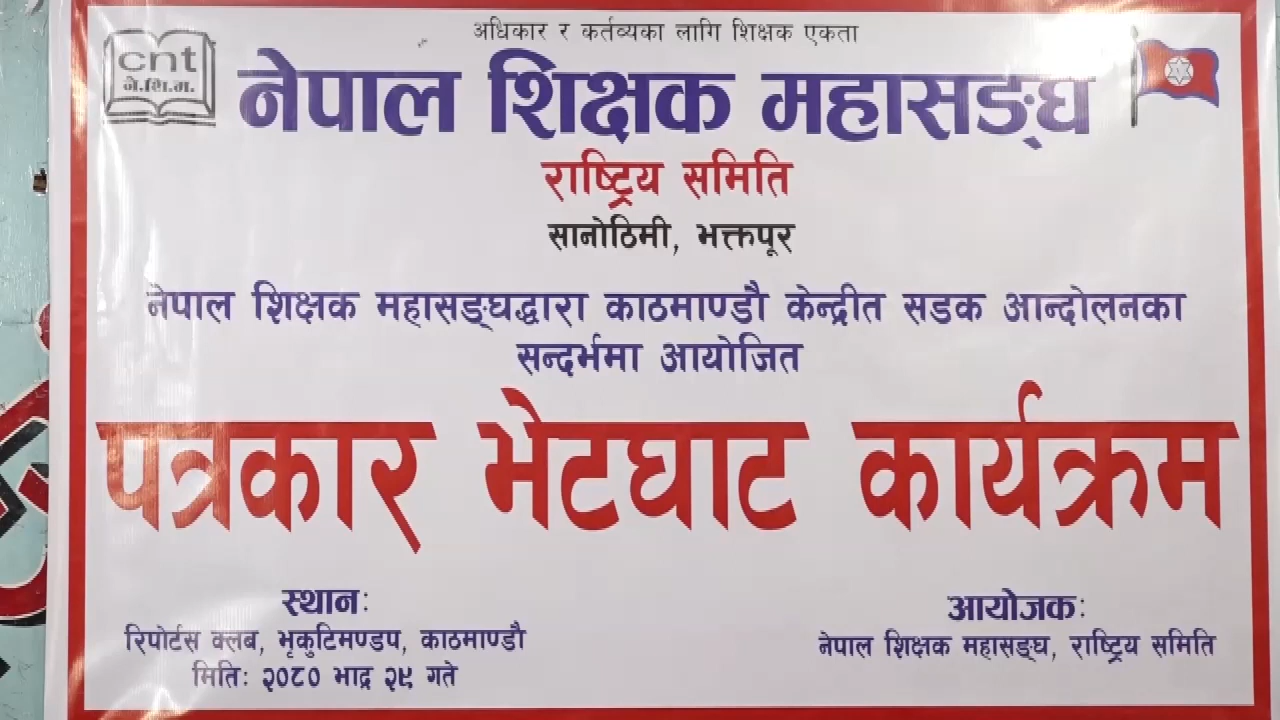 अधिकार र कर्तव्यका लागि शिक्षक एकता
cnt
ने.शि.म.
नेपाल शिक्षक महासङ्घ
राष्ट्रिय समिति
सानोठिमी, भक्तपूर
नेपाल शिक्षक महासङ्घद्धारा काठमाण्डौ केन्द्रीत सडक आन्दोलनका
सन्दर्भमा आयोजित
पत्रकार भेटघाट कार्यक्रम
स्थानः
रिपोर्टस क्लब, भृकुटिमण्डप, काठमाण्डौ
मितिः २०८० भाद्र २९ गते
आयोजकः
नेपाल शिक्षक महासङ्घ, राष्ट्रिय समिति